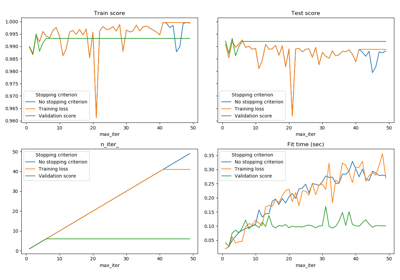 Train score
Test score
1.000
0.995
0.990
0.985
0.980
0.975
0.970
0.965
0.960
Stopping criterion
No stopping criterion
Training loss
Validation score
Stopping criterion
No stopping criterion
Training loss
Validation score
0 10 20 30 40 50
max_iter
0 10 20 30 40 50
max_iter
n_iter_
Fit time (sec)
50
40
30
20
10
0
Stopping criterion
No stopping criterion
Training loss
Validation score
0.35
0.30
0.25
0.20
0.15
0.10
0.05
Stopping criterion
No stopping criterion
Training loss
Validation score
0 10 20 30 40 50
max_iter
0 10 20 30 40 50
max_iter